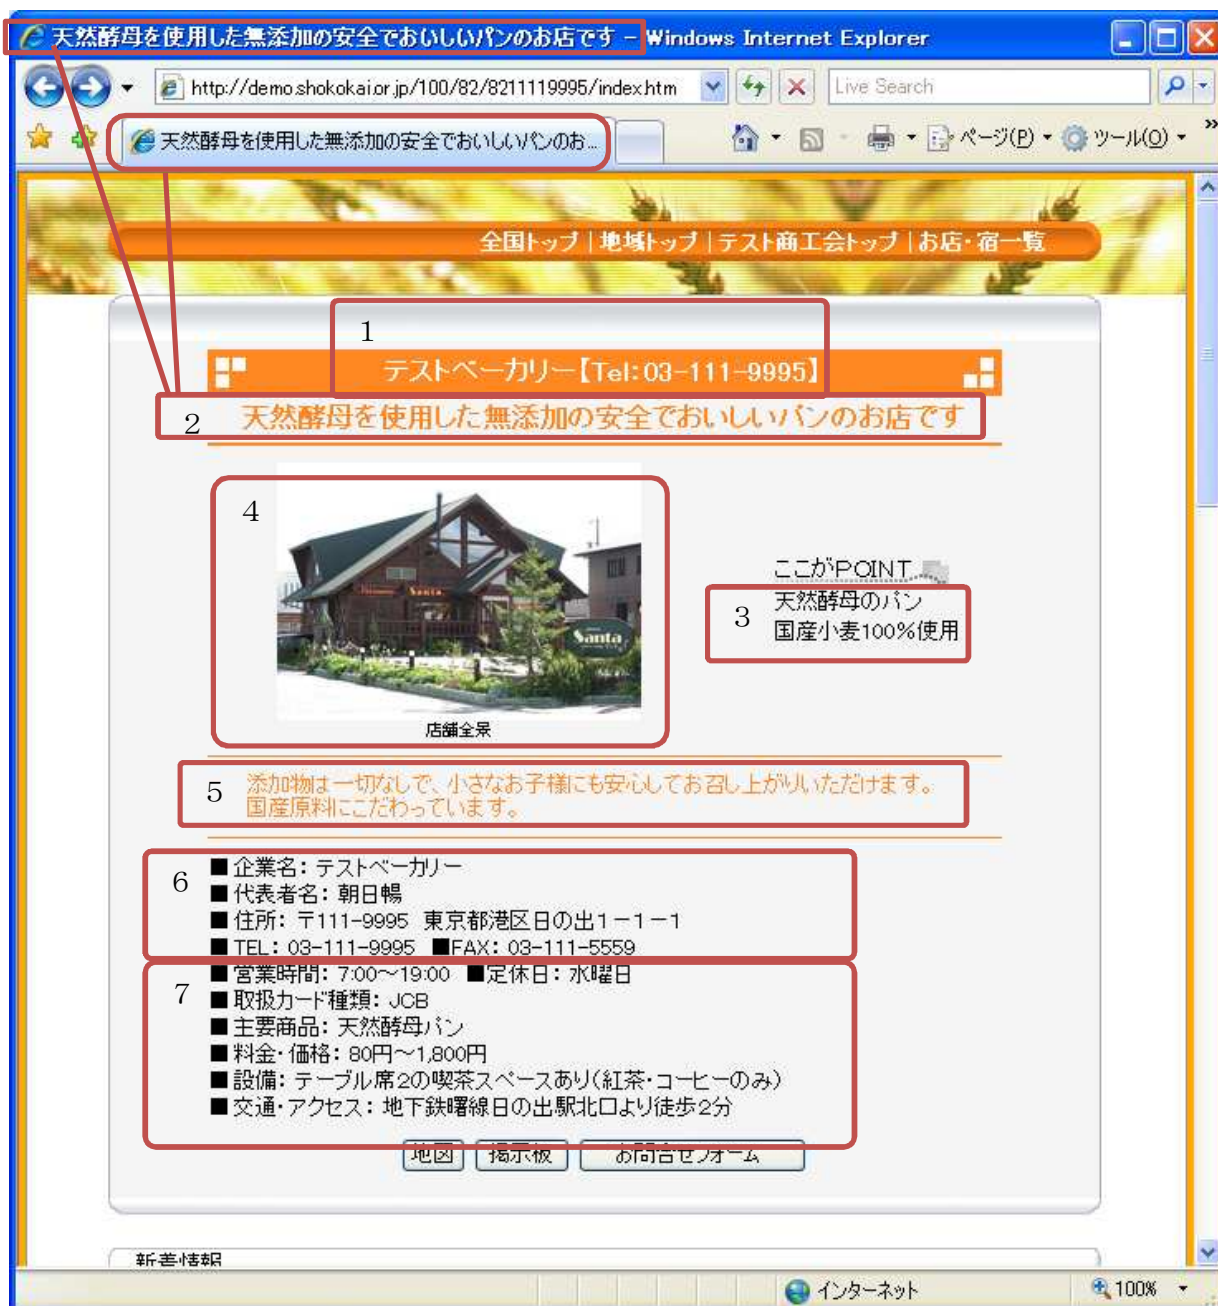 天然酵母を使用した無添加の安全でおいしいパンのお店です - Windows Internet Explorer
http://demo.shokokai.or.jp/100/82/8211119995/index.htm
Live Search
天然酵母を使用した無添加の安全でおいしいパンのお...
ページ(P)
ツール(O)
»
全国トップ | 地域トップ | テスト商工会トップ | お店・宿一覧
1
テストベーカリー【Tel:03-111-9995】
2
天然酵母を使用した無添加の安全でおいしいパンのお店です
4
Santa
Santa
店舗全景
ここがPOINT
3
天然酵母のパン
国産小麦100%使用
5
添加物は一切なしで、小さなお子様にも安心してお召し上がりいただけます。
国産原料にこだわっています。
6
■企業名：テストベーカリー
■代表者名：朝日暢
■住所：〒111-9995 東京都港区日の出1－1－1
■TEL：03-111-9995 ■FAX：03-111-5559
7
■営業時間：7:00～19:00 ■定休日：水曜日
■取扱カード種類：JCB
■主要商品：天然酵母パン
■料金・価格：80円～1,800円
■設備：テーブル席2の喫茶スペースあり(紅茶・コーヒーのみ)
■交通・アクセス：地下鉄曙線日の出駅北口より徒歩2分
地図 掲示板 お問合せフォーム
新着情報
インターネット
100%